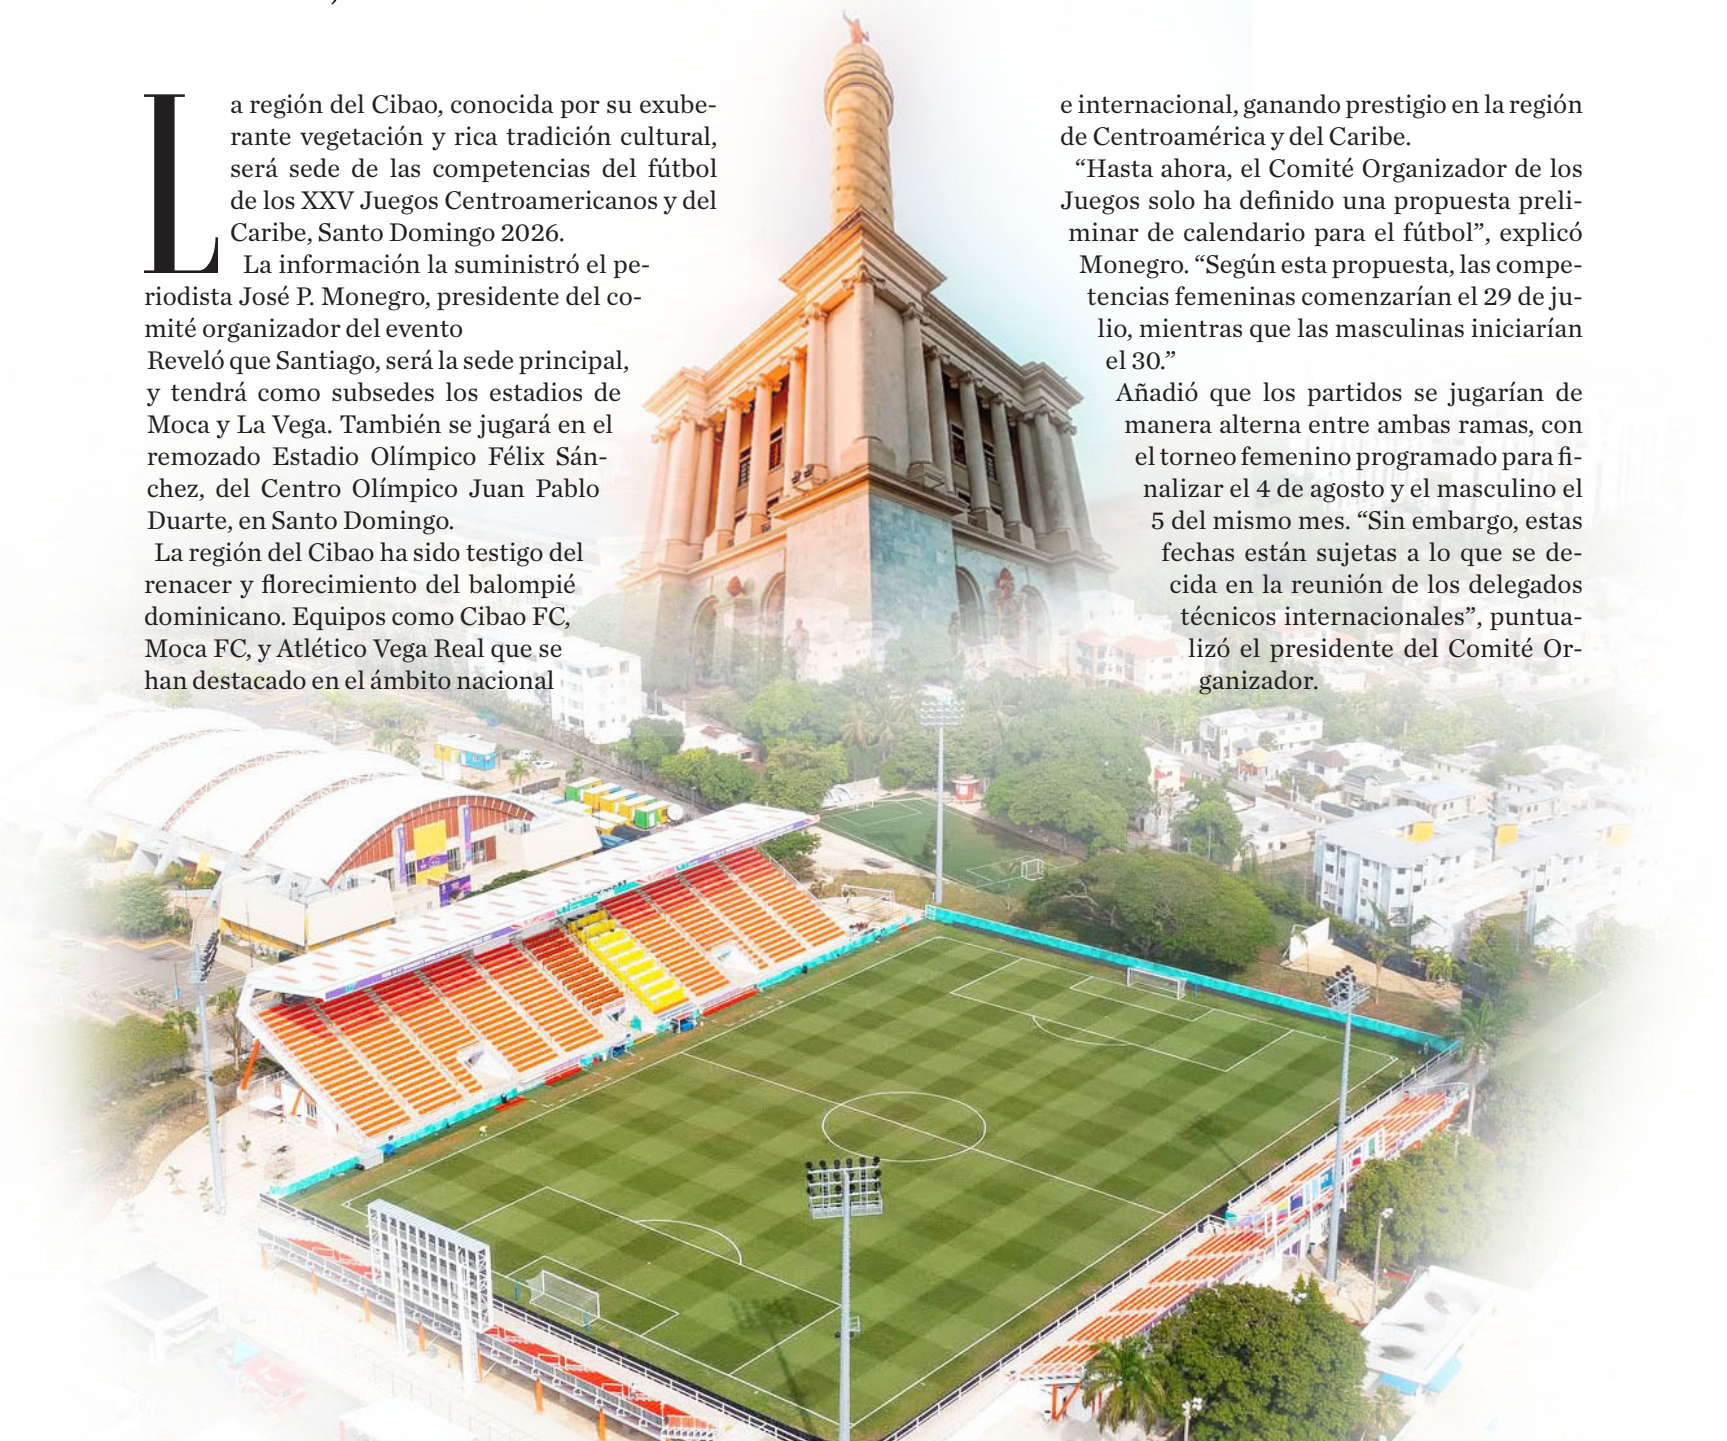 La región del Cibao, conocida por su exube-
rante vegetación y rica tradición cultural,
será sede de las competencias del fútbol
de los XXV Juegos Centroamericanos y del
Caribe, Santo Domingo 2026.
La información la suministró el pe-
riodista José P. Monegro, presidente del co-
mité organizador del evento
Reveló que Santiago, será la sede principal,
y tendrá como subsedes los estadios de
Moca y La Vega. También se jugará en el
remozado Estadio Olímpico Félix Sán-
chez, del Centro Olímpico Juan Pablo
Duarte, en Santo Domingo.
La región del Cibao ha sido testigo del
renacer y florecimiento del balompié
dominicano. Equipos como Cibao FC,
Moca FC, y Atlético Vega Real que se
han destacado en el ámbito nacional
e internacional, ganando prestigio en la región
de Centroamérica y del Caribe.
“Hasta ahora, el Comité Organizador de los
Juegos solo ha definido una propuesta preli-
minar de calendario para el fútbol”, explicó
Monegro. “Según esta propuesta, las compe-
tencias femeninas comenzarían el 29 de ju-
lio, mientras que las masculinas iniciarían
el 30.”
Añadió que los partidos se jugarían de
manera alterna entre ambas ramas, con
el torneo femenino programado para fi-
nalizar el 4 de agosto y el masculino el
5 del mismo mes. “Sin embargo, estas
fechas están sujetas a lo que se de-
cida en la reunión de los delegados
técnicos internacionales”, puntua-
lizó el presidente del Comité Or-
ganizador.